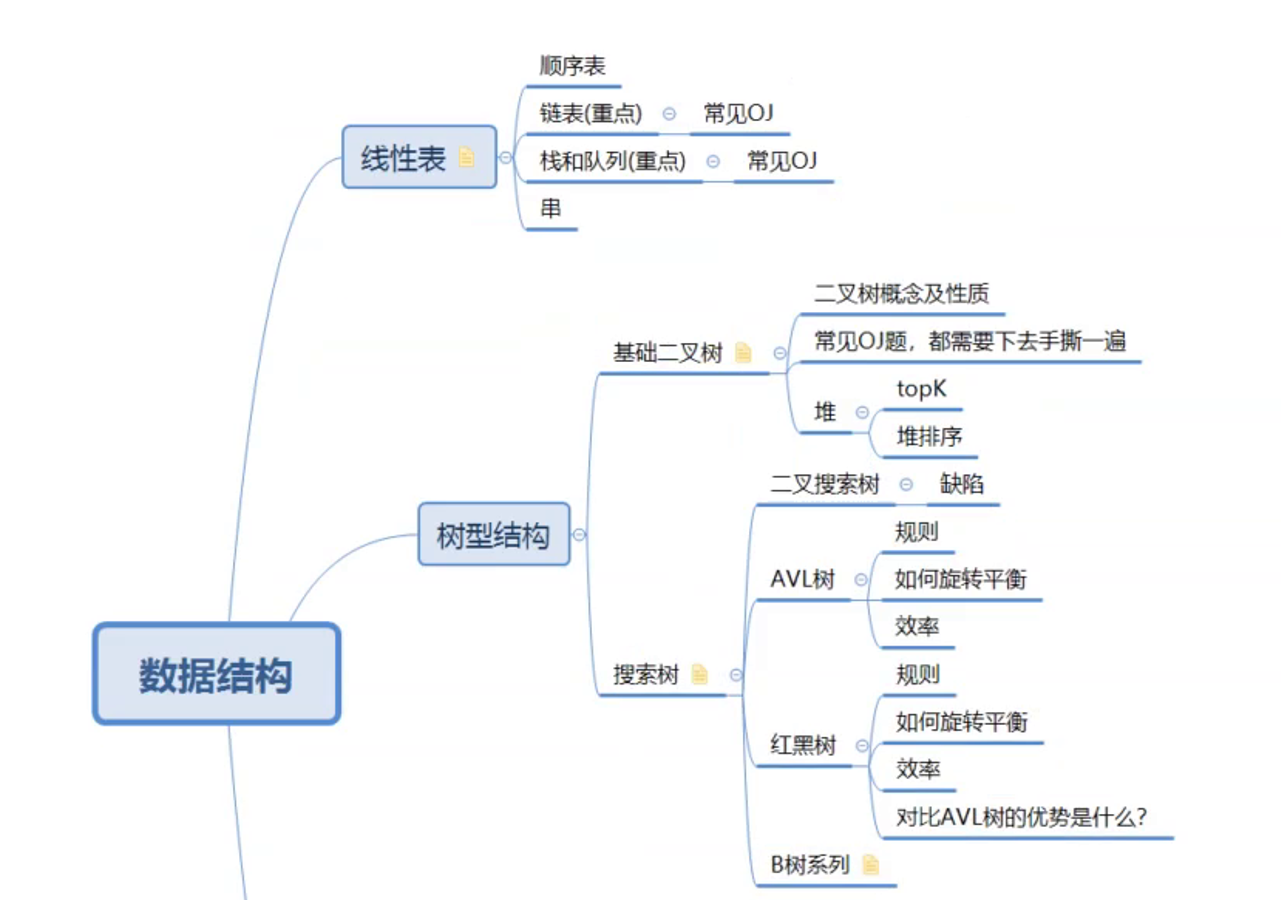 顺序表
链表(重点)
常见OJ
线性表
栈和队列(重点)
常见OJ
串
二叉树概念及性质
常见OJ题，都需要下去手撕一遍
基础二叉树
topK
堆
堆排序
树型结构
二叉搜索树
缺陷
规则
AVL树
如何旋转平衡
效率
数据结构
搜索树
规则
如何旋转平衡
红黑树
效率
对比AVL树的优势是什么？
B树系列